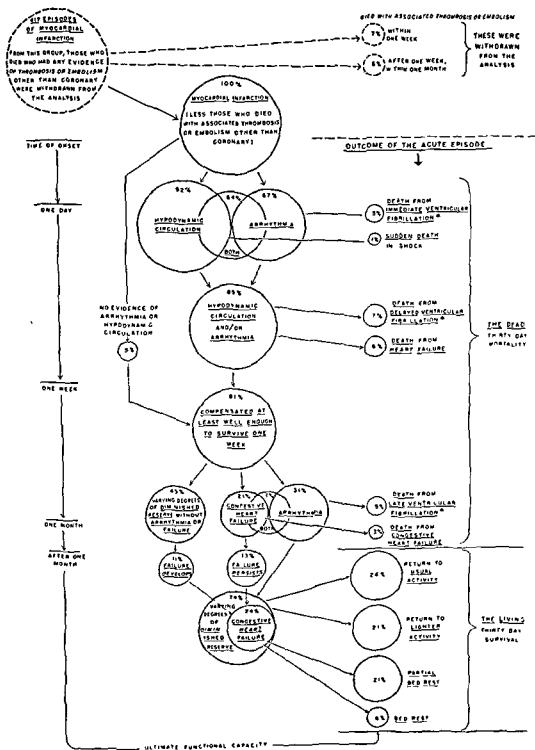 EPISODES
OF MYOCARDIAL
INFARCTION
FROM THIS GROUP, THOSE WHO
DIED WHO HAD ANY EVIDENCE
OF THROMBOSIS OR EMBOLISM
OTHER THAN CORONARY
WERE WITHDRAWN FROM
THE ANALYSIS
DIED WITH ASSOCIATED THROMBOSIS OR EMBOLISM
7% WITHIN
ONE WEEK
AFTER ONE WEEK,
WITHIN ONE MONTH
THESE WERE
WITHDRAWN
FROM THE
ANALYSIS
100%
MYOCARDIAL INFARCTION
[LESS THOSE WHO DIED
WITH ASSOCIATED THROMBOSIS
OR EMBOLISM OTHER THAN
CORONARY]
TIME OF ONSET
OUTCOME OF THE ACUTE EPISODE
92%
64%
67%
HYPODYNAMIC
CIRCULATION
ARRHYTHMIA
BOTH
ONE DAY
DEATH FROM
IMMEDIATE VENTRICULAR
FIBRILLATION*
1% SUDDEN DEATH
IN SHOCK
HYPODYNAMIC
CIRCULATION
AND/OR
ARRHYTHMIA
7% DEATH FROM
DELAYED VENTRICULAR
FIBRILLATION*
6% DEATH FROM
HEART FAILURE
NO EVIDENCE OF
ARRHYTHMIA OR
HYPODYNAMIC
CIRCULATION
THE DEAD
THIRTY DAY
MORTALITY
ONE WEEK
81%
COMPENSATED AT
LEAST WELL ENOUGH
TO SURVIVE ONE
WEEK
45%
VARYING DEGREES
OF DIMINISHED
RESERVE WITHOUT
ARRHYTHMIA OR
FAILURE
21%
CONGESTIVE
HEART
FAILURE
BOTH
31%
ARRHYTHMIA
DEATH FROM
LATE VENTRICULAR
FIBRILLATION*
DEATH FROM
CONGESTIVE
HEART FAILURE
ONE MONTH
AFTER ONE
MONTH
11%
FAILURE
DEVELOPS
13%
FAILURE
PERSISTS
VARYING
DEGREES
OF DIMIN
ISHED
RESERVE
24%
CONGESTIVE
HEART
FAILURE
26% RETURN TO
USUAL
ACTIVITY
21% RETURN TO
LIGHTER
ACTIVITY
21% PARTIAL
BED REST
BED REST
THE LIVING
THIRTY DAY
SURVIVAL
ULTIMATE FUNCTIONAL CAPACITY